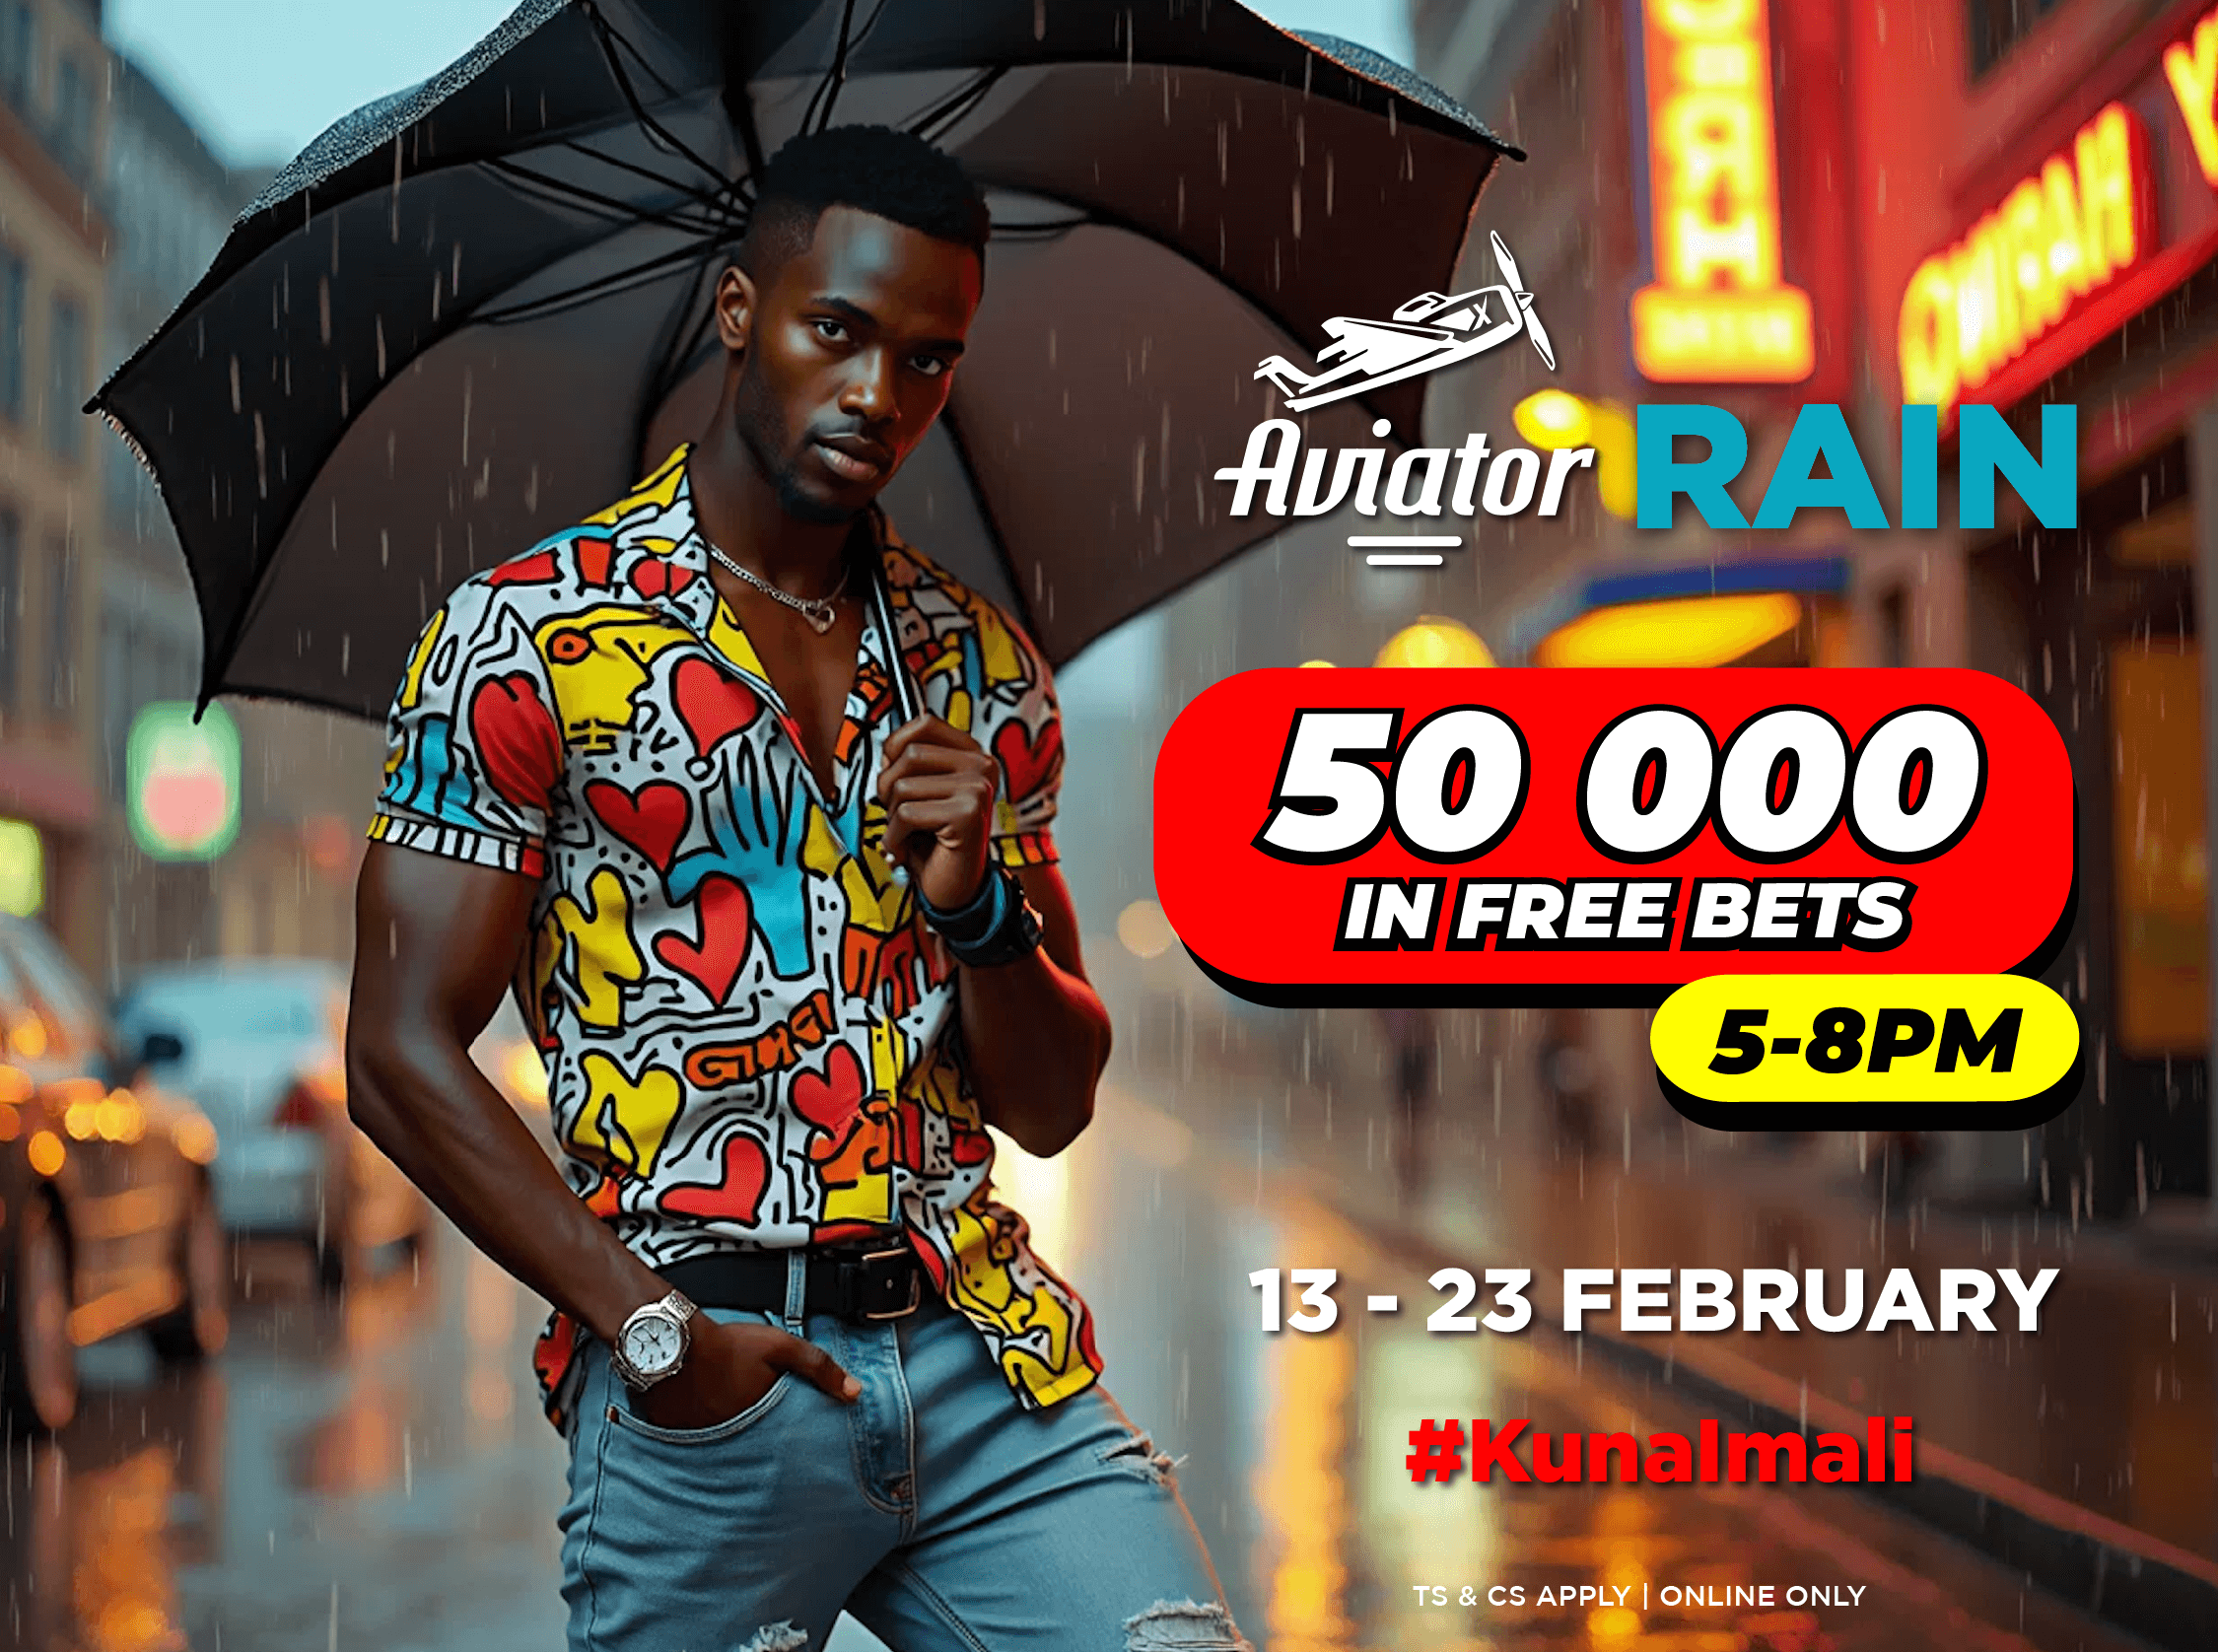 Aviator RAIN
50 000
IN FREE BETS
5-8PM
13 - 23 FEBRUARY
#KunaImali
TS & CS APPLY | ONLINE ONLY